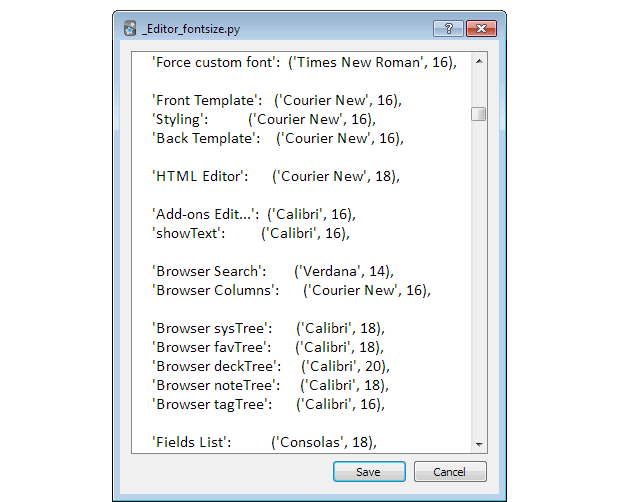 _Editor_fontsize.py
'Force custom font': ('Times New Roman', 16),
'Front Template': ('Courier New', 16),
'Styling': ('Courier New', 16),
'Back Template': ('Courier New', 16),
'HTML Editor': ('Courier New', 18),
'Add-ons Edit...': ('Calibri', 16),
'showText': ('Calibri', 16),
'Browser Search': ('Verdana', 14),
'Browser Columns': ('Courier New', 16),
'Browser sysTree': ('Calibri', 18),
'Browser favTree': ('Calibri', 18),
'Browser deckTree': ('Calibri', 20),
'Browser noteTree': ('Calibri', 18),
'Browser tagTree': ('Calibri', 16),
'Fields List': ('Consolas', 18),
Save Cancel